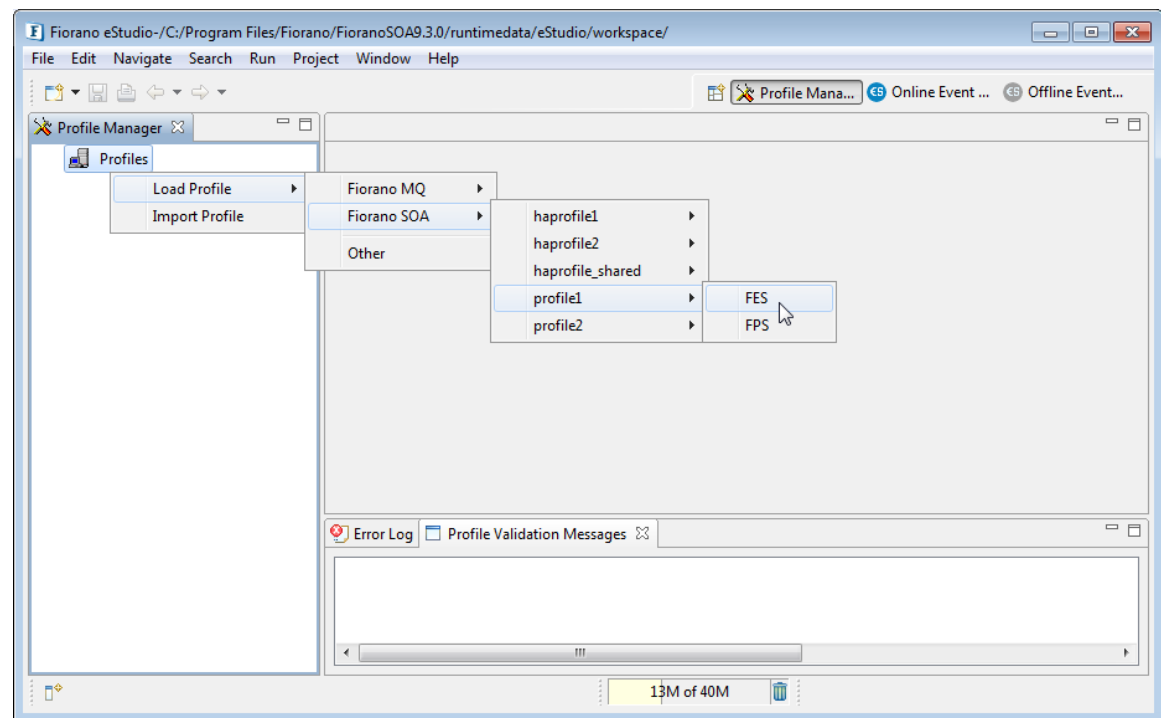 Fiorano eStudio-/C:/Program Files/Fiorano/FioranoSOA9.3.0/runtimedata/eStudio/workspace/
File Edit Navigate Search Run Project Window Help
Profile Mana... Online Event ... Offline Event...
Profile Manager
Profiles
Load Profile Fiorano MQ
Import Profile Fiorano SOA haprofile1
Other haprofile2
haprofile_shared
profile1 FES
profile2 FPS
Error Log Profile Validation Messages
13M of 40M